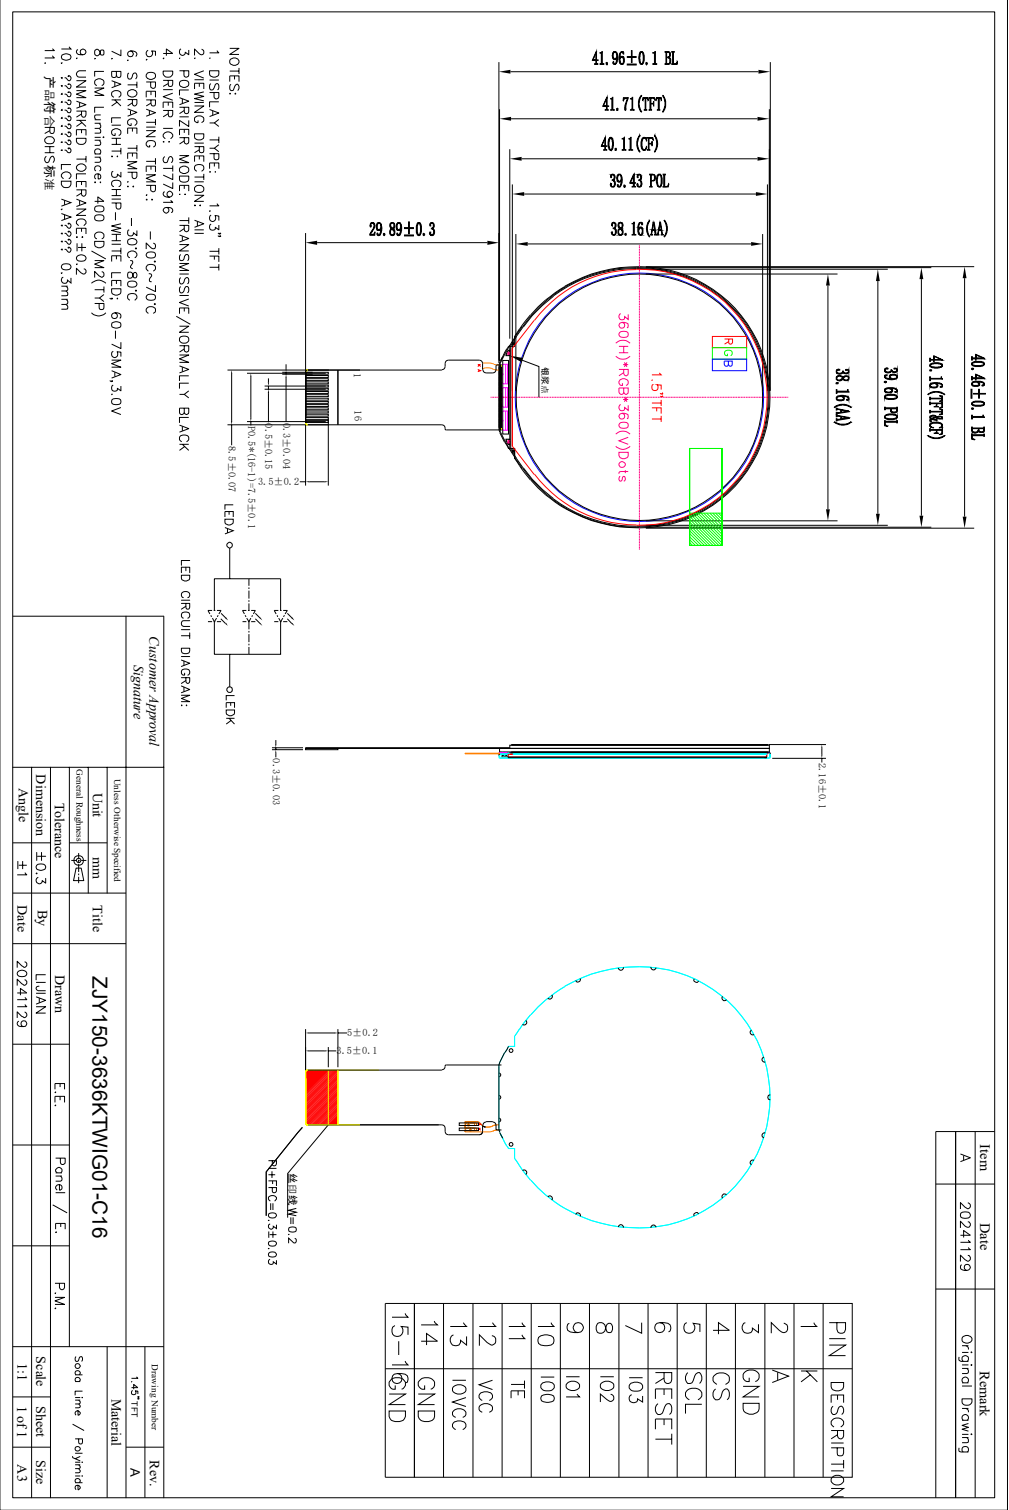 41.96±0.1 BL
41.71(TFT)
40.11(CF)
39.43 POL
38.16(AA)
29.89±0.3
40.46±0.1 BL
40.16(TFT&CF)
39.60 POL
38.16(AA)
R
G
B
1.5"TFT
360(H)*RGB*360(V)Dots
银浆点
1
16
0.3±0.04
0.5±0.15
P0.5*(16-1)=7.5±0.1
8.5±0.07
3.5±0.2
NOTES:
1. DISPLAY TYPE: 1.53" TFT
2. VIEWING DIRECTION: All
3. POLARIZER MODE: TRANSMISSIVE/NORMALLY BLACK
4. DRIVER IC: ST77916
5. OPERATING TEMP.: -20℃~70℃
6. STORAGE TEMP.: -30℃~80℃
7. BACK LIGHT: 3CHIP-WHITE LED; 60-75MA,3.0V
8. LCM Luminance: 400 CD/M2(TYP)
9. UNMARKED TOLERANCE:±0.2
10. ?????????? LCD A.A???? 0.3mm
11. 产品符合ROHS标准
LED CIRCUIT DIAGRAM:
LEDA
LEDK
2.16±0.1
0.3±0.03
5±0.2
3.5±0.1
丝印线W=0.2
PI+FPC=0.3±0.03
Item Date Remark
A 20241129 Original Drawing
PIN DESCRIPTION
1 K
2 A
3 GND
4 CS
5 SCL
6 RESET
7 IO3
8 IO2
9 IO1
10 IO0
11 TE
12 VCC
13 IOVCC
14 GND
15-16 GND
Customer Approval
Signature
Unless Otherwise Specified
Unit mm
General Roughness
Tolerance
Dimension ±0.3
Angle ±1
Title
ZJY150-3636KTWIG01-C16
Drawn E.E. Panel / E. P.M.
By LIJIAN
Date 20241129
Drawing Number Rev.
1.45"TFT A
Material
Soda Lime / Polyimide
Scale Sheet Size
1:1 1 of 1 A3